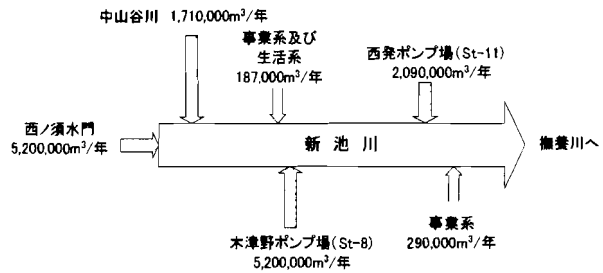 中山谷川 1,710,000m³/年
事業系及び
生活系
187,000m³/年
西発ポンプ場(St-11)
2,090,000m³/年
西ノ須水門
5,200,000m³/年
新池川
撫養川へ
木津野ポンプ場(St-8)
5,200,000m³/年
事業系
290,000m³/年